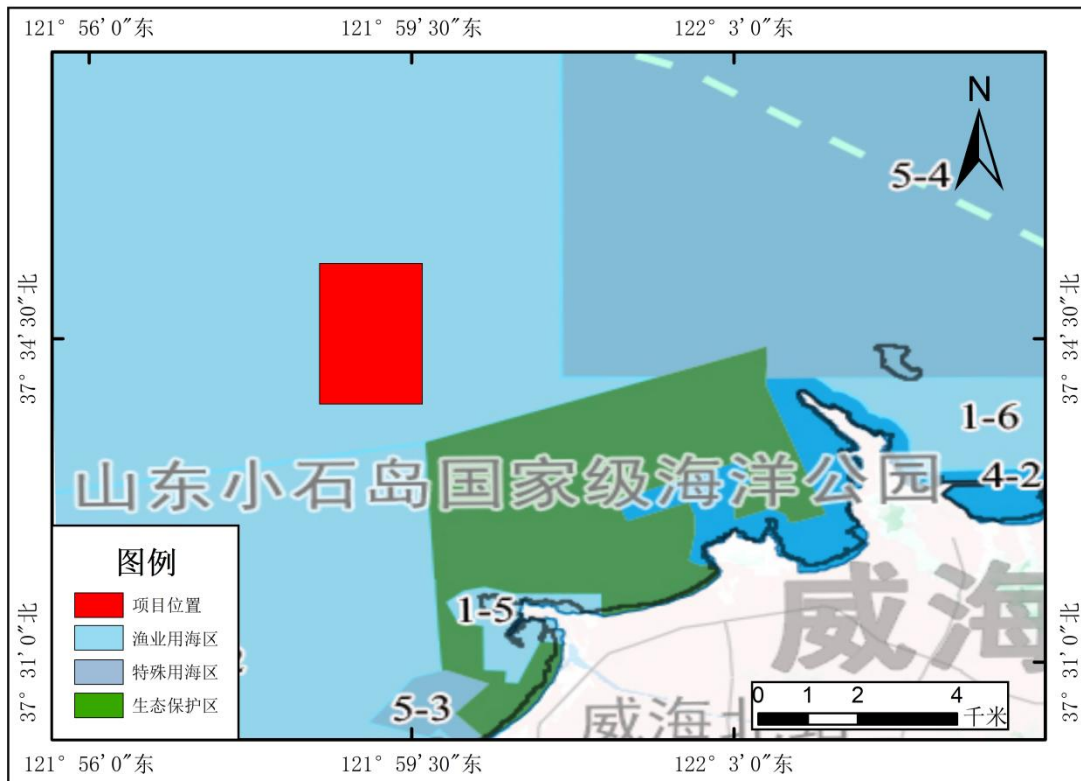 121° 56'0"东
121° 59'30"东
122° 3'0"东
N
5-4
37° 34'30"北
37° 34'30"北
1-6
山东小石岛国家级海洋公园
4-2
图例
项目位置
渔业用海区
特殊用海区
生态保护区
1-5
威海
37° 31'0"北
37° 31'0"北
5-3
威海北站
0 1 2 4
千米
121° 56'0"东
121° 59'30"东
122° 3'0"东